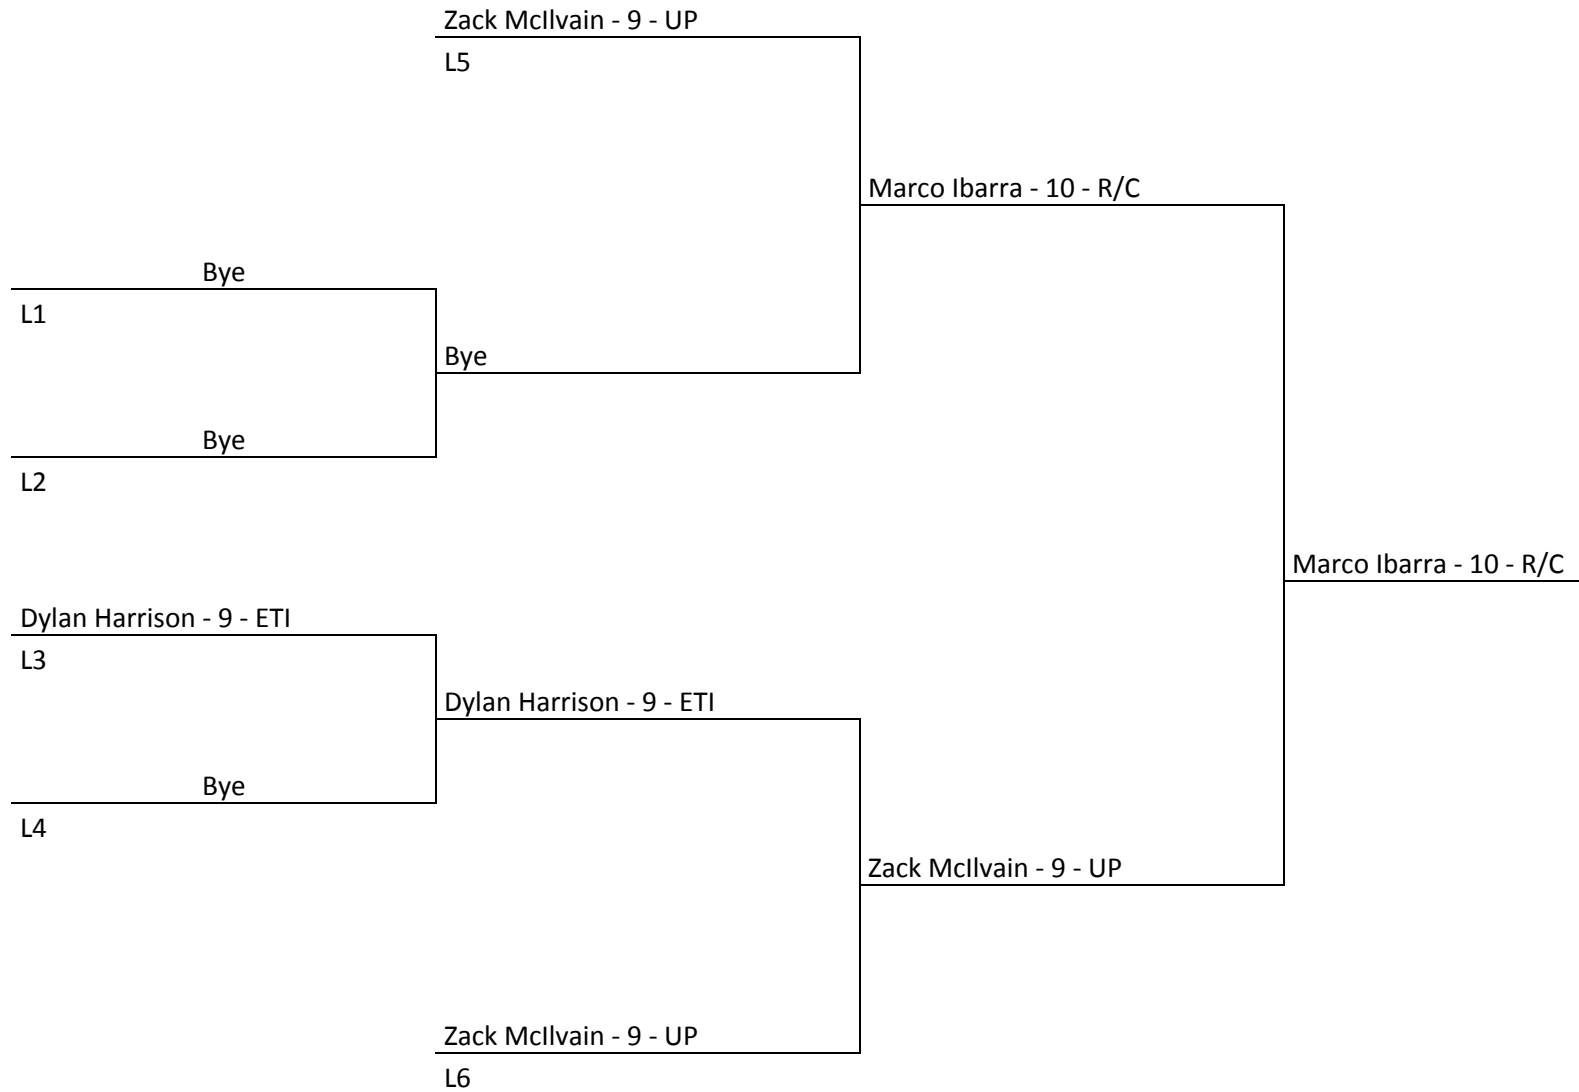 Zack McIlvain - 9 - UP
L5
Marco Ibarra - 10 - R/C
Bye
L1
Bye
Bye
L2
Marco Ibarra - 10 - R/C
Dylan Harrison - 9 - ETI
L3
Dylan Harrison - 9 - ETI
Bye
L4
Zack McIlvain - 9 - UP
Zack McIlvain - 9 - UP
L6